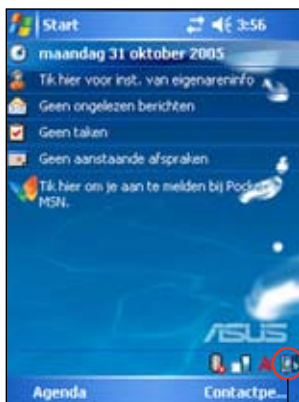 Start 3:56
maandag 31 oktober 2005
Tik hier voor inst. van eigenareninfo
Geen ongelezen berichten
Geen taken
Geen aanstaande afspraken
Tik hier om je aan te melden bij Pocket
MSN.
ASUS
Agenda Contactpe...